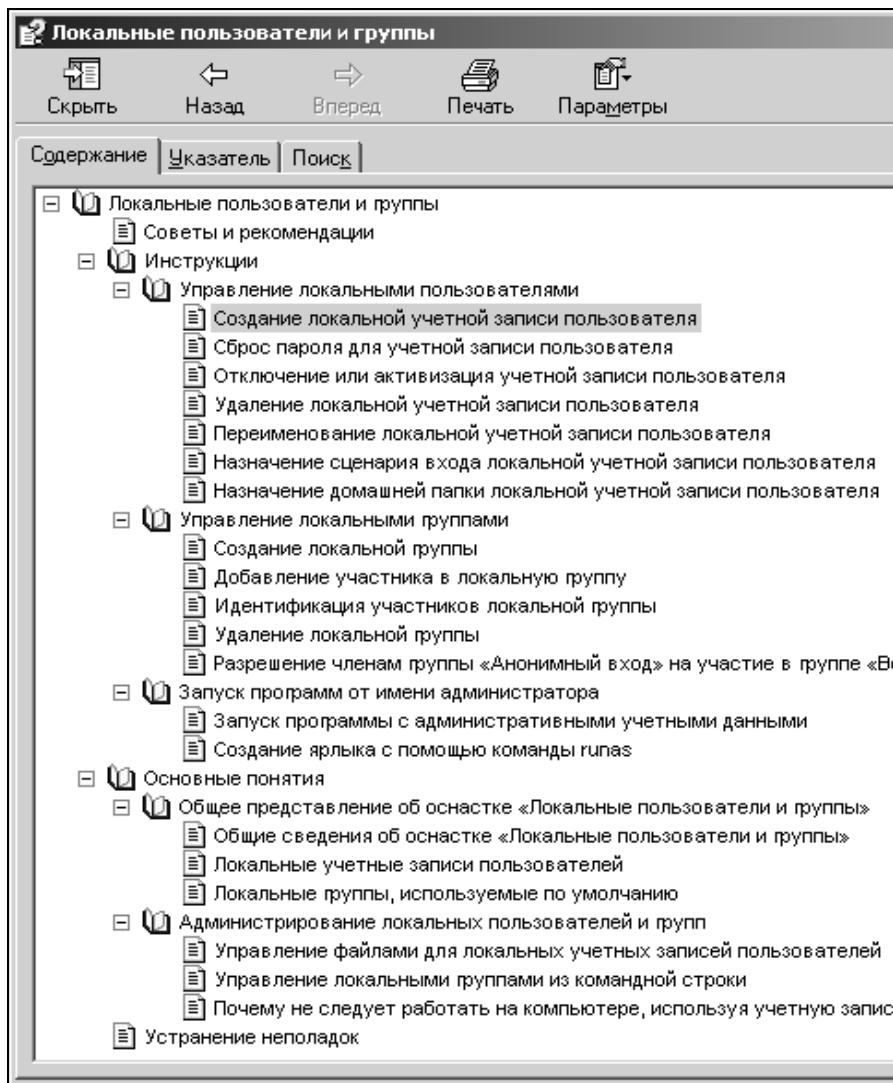 Локальные пользователи и группы
Скрыть Назад Вперед Печать Параметры
Содержание Указатель Поиск
Локальные пользователи и группы
Советы и рекомендации
Инструкции
Управление локальными пользователями
Создание локальной учетной записи пользователя
Сброс пароля для учетной записи пользователя
Отключение или активизация учетной записи пользователя
Удаление локальной учетной записи пользователя
Переименование локальной учетной записи пользователя
Назначение сценария входа локальной учетной записи пользователя
Назначение домашней папки локальной учетной записи пользователя
Управление локальными группами
Создание локальной группы
Добавление участника в локальную группу
Идентификация участников локальной группы
Удаление локальной группы
Разрешение членам группы «Анонимный вход» на участие в группе
Запуск программ от имени администратора
Запуск программы с административными учетными данными
Создание ярлыка с помощью команды runas
Основные понятия
Общее представление об оснастке «Локальные пользователи и группы»
Общие сведения об оснастке «Локальные пользователи и группы»
Локальные учетные записи пользователей
Локальные группы, используемые по умолчанию
Администрирование локальных пользователей и групп
Управление файлами для локальных учетных записей пользователей
Управление локальными группами из командной строки
Почему не следует работать на компьютере, используя учетную запис
Устранение неполадок